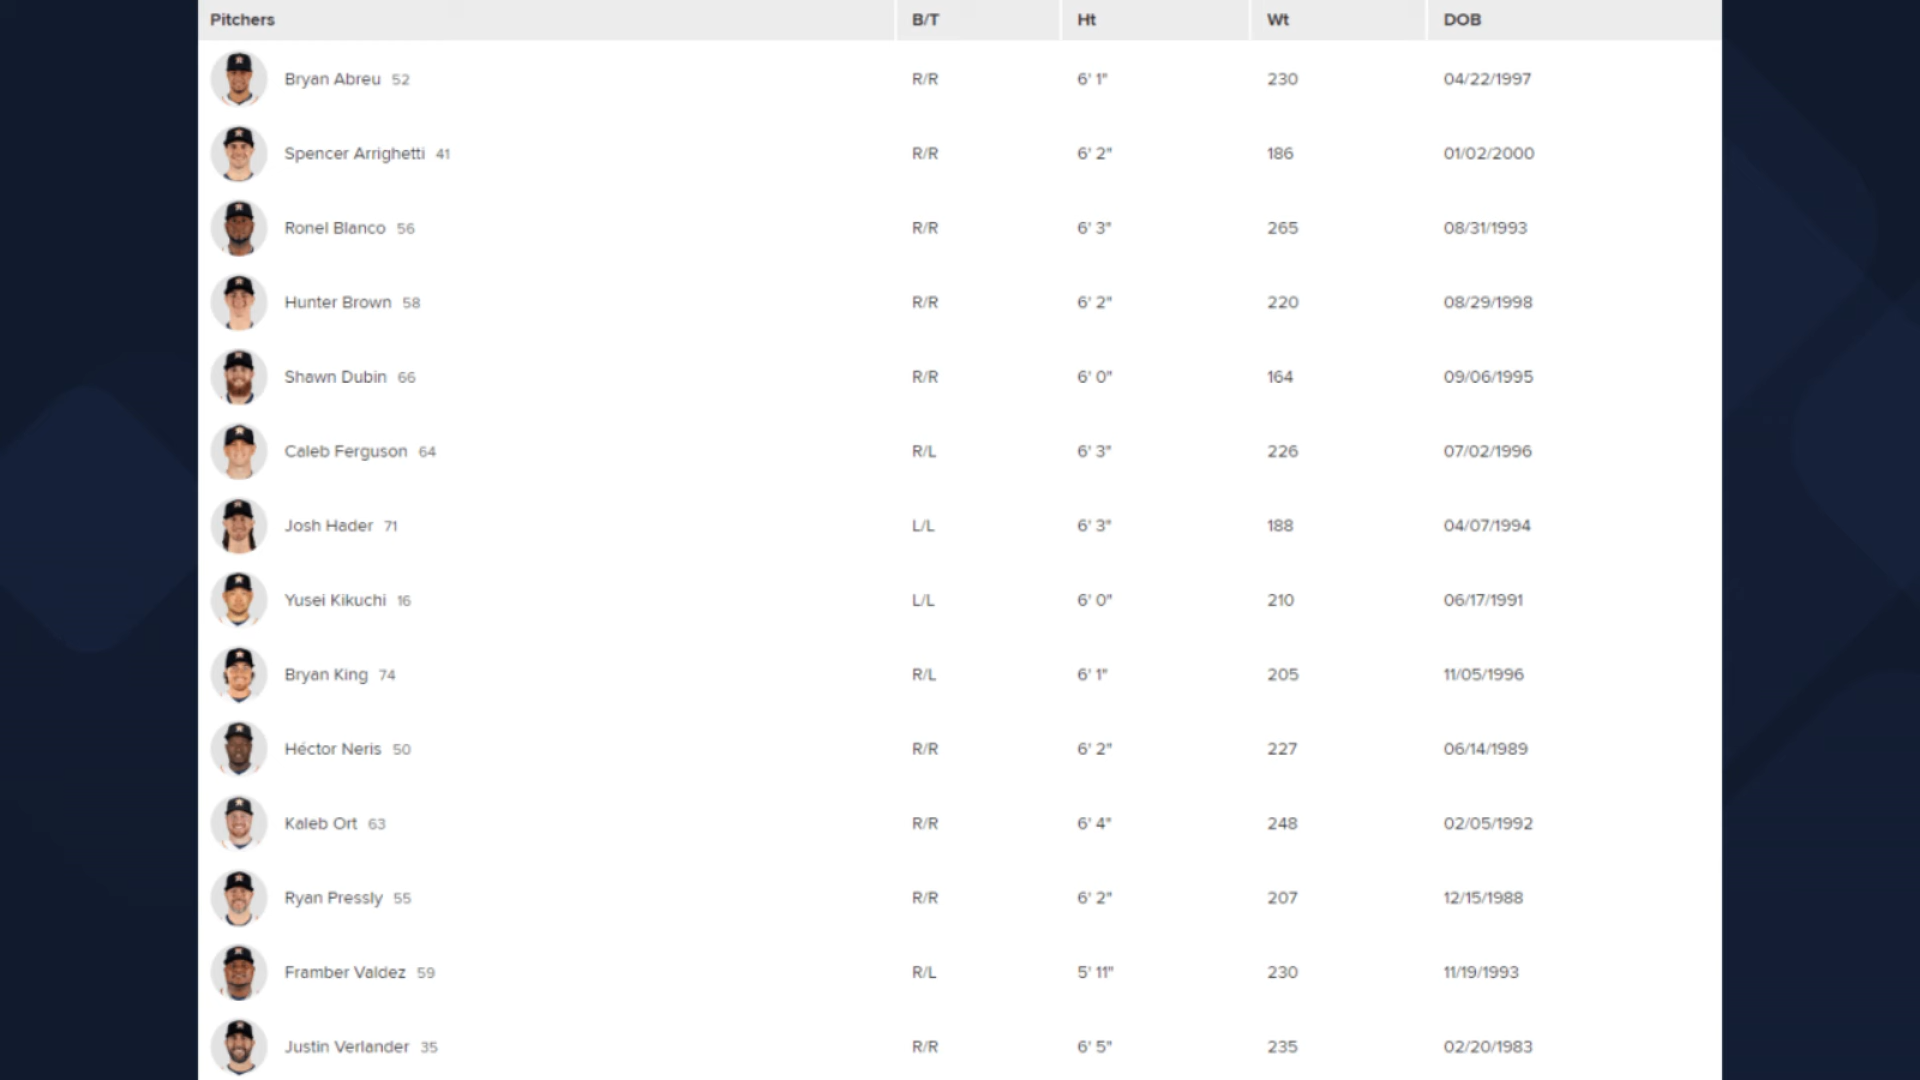 Pitchers B/T Ht Wt DOB
Bryan Abreu 52 R/R 6' 1" 230 04/22/1997
Spencer Arrighetti 41 R/R 6' 2" 186 01/02/2000
Ronel Blanco 56 R/R 6' 3" 265 08/31/1993
Hunter Brown 58 R/R 6' 2" 220 08/29/1998
Shawn Dubin 66 R/R 6' 0" 164 09/06/1995
Caleb Ferguson 64 R/L 6' 3" 226 07/02/1996
Josh Hader 71 L/L 6' 3" 188 04/07/1994
Yusei Kikuchi 16 L/L 6' 0" 210 06/17/1991
Bryan King 74 R/L 6' 1" 205 11/05/1996
Héctor Neris 50 R/R 6' 2" 227 06/14/1989
Kaleb Ort 63 R/R 6' 4" 248 02/05/1992
Ryan Pressly 55 R/R 6' 2" 207 12/15/1988
Framber Valdez 59 R/L 5' 11" 230 11/19/1993
Justin Verlander 35 R/R 6' 5" 235 02/20/1983